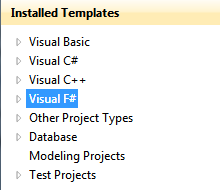 Installed Templates
Visual Basic
Visual C#
Visual C++
Visual F#
Other Project Types
Database
Modeling Projects
Test Projects